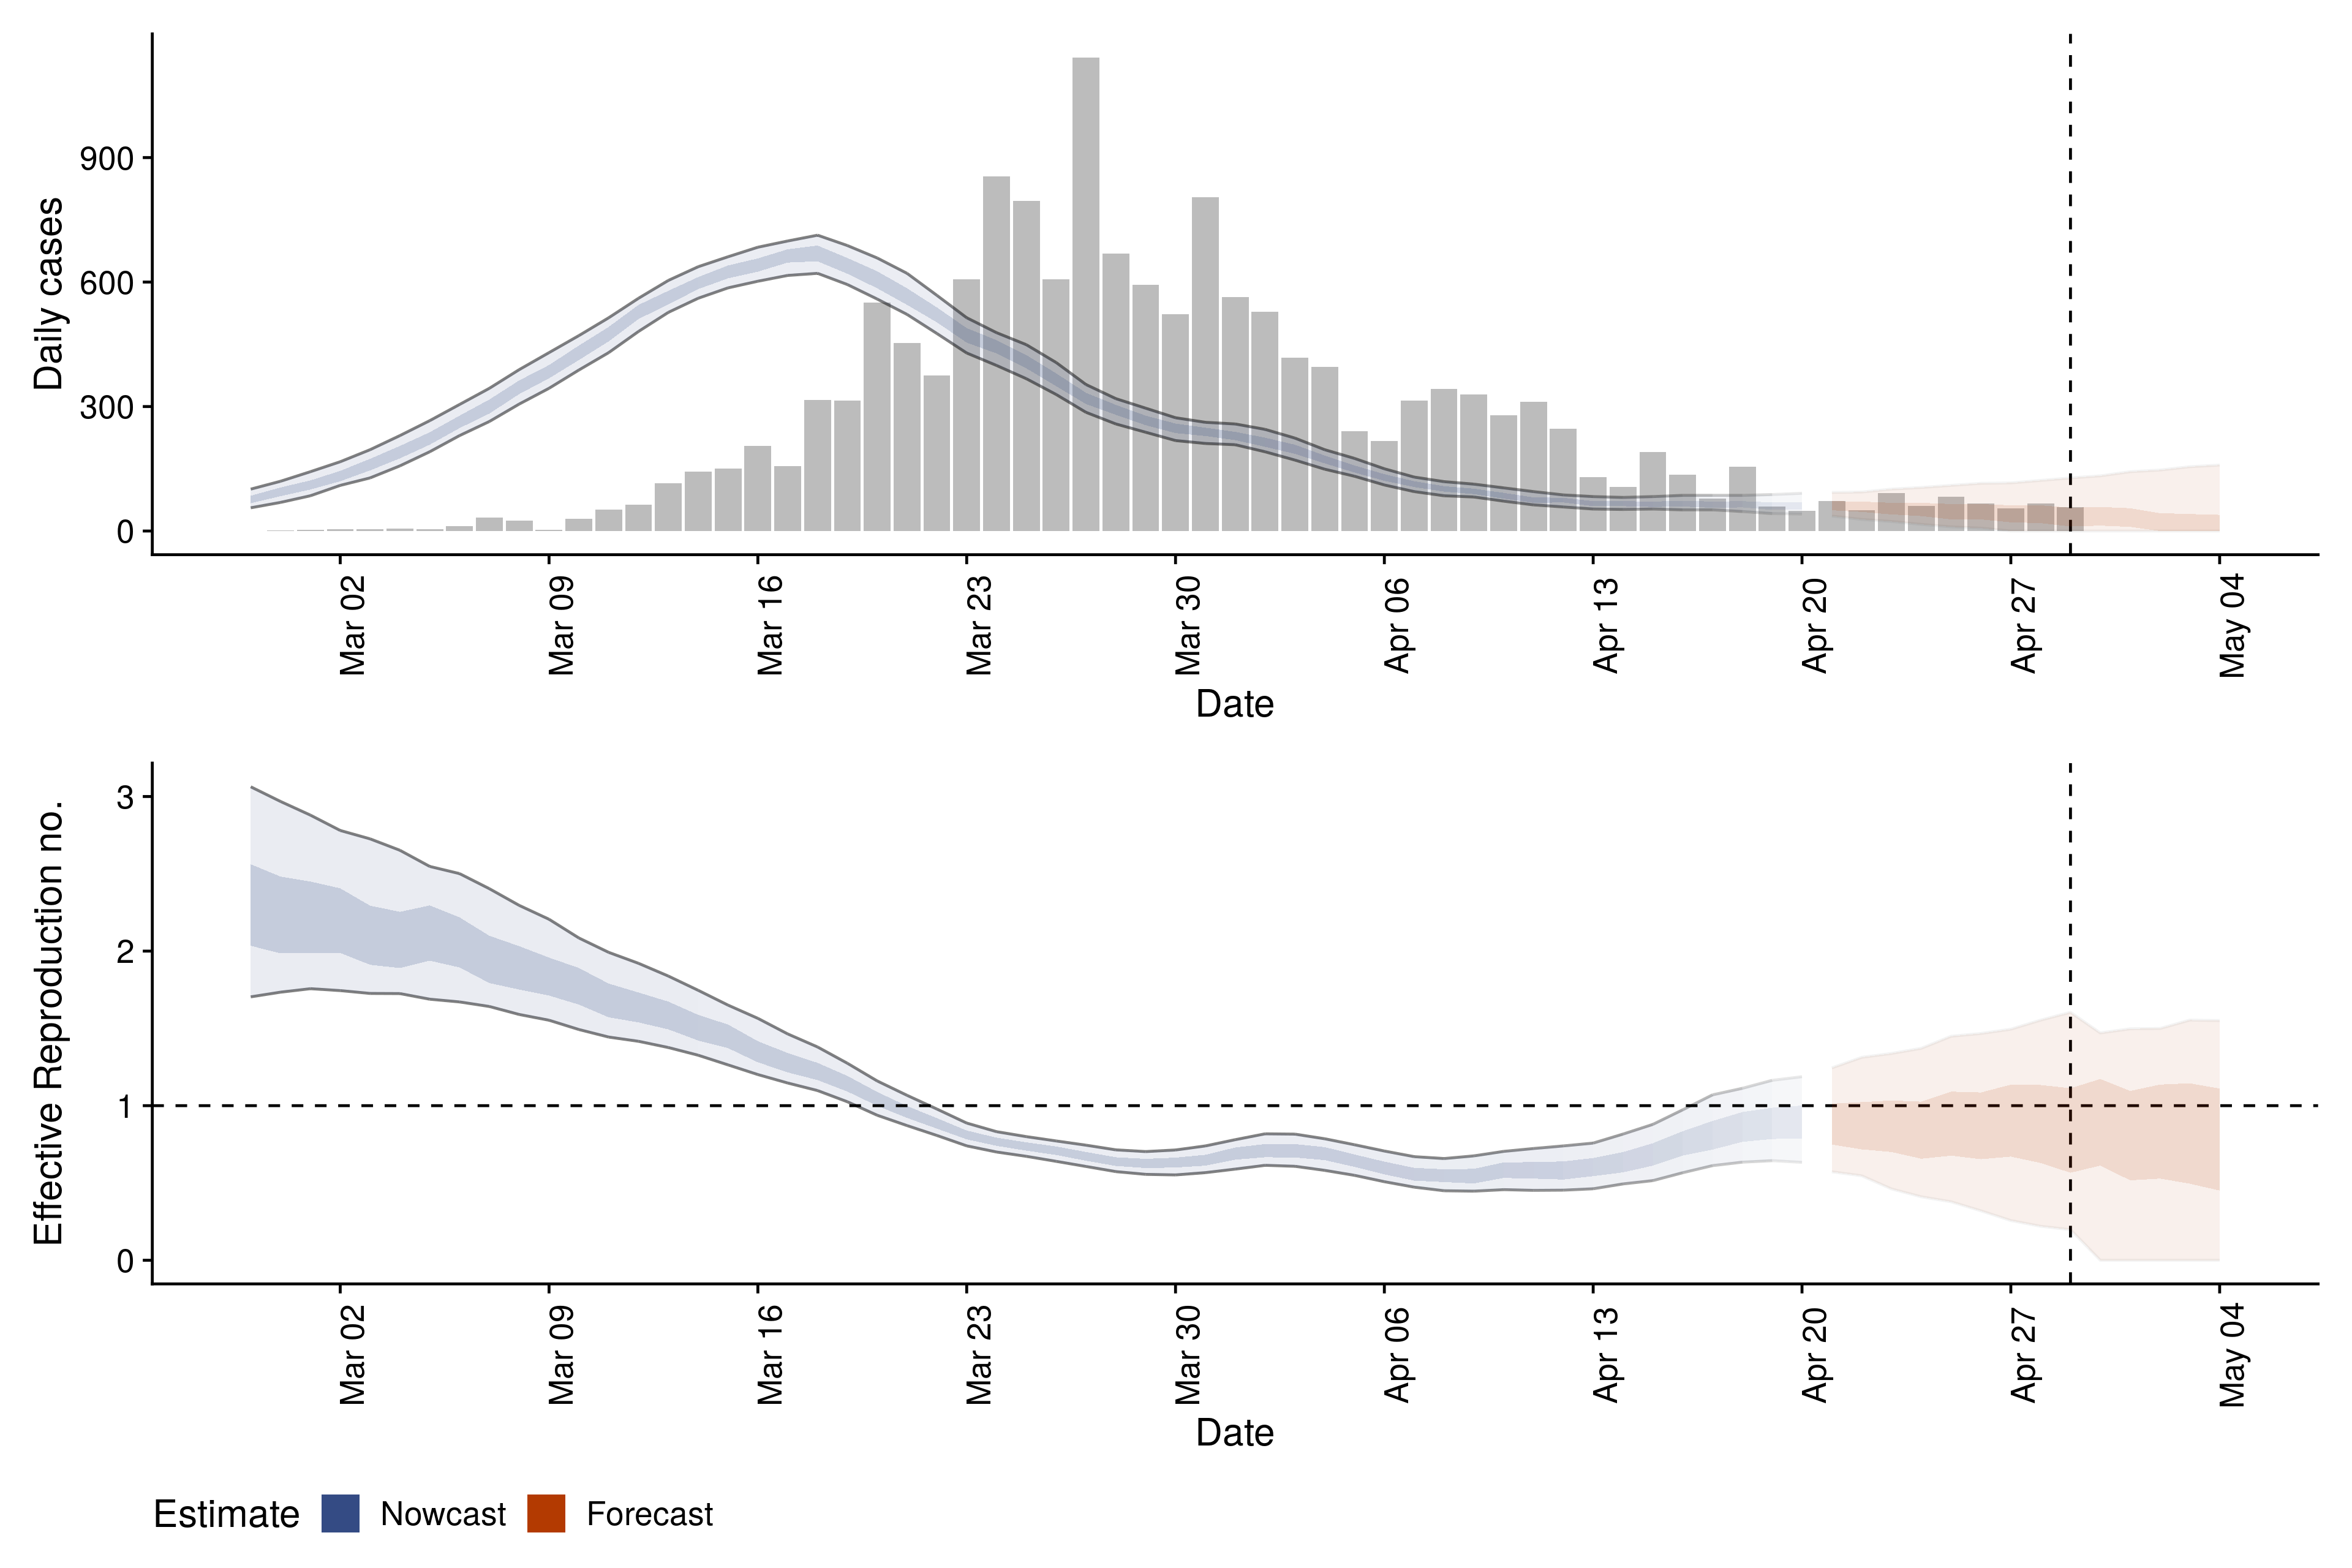 Daily cases
900
600
300
0
Mar 02
Mar 09
Mar 16
Mar 23
Mar 30
Apr 06
Apr 13
Apr 20
Apr 27
May 04
Date
Effective Reproduction no.
3
2
1
0
Mar 02
Mar 09
Mar 16
Mar 23
Mar 30
Apr 06
Apr 13
Apr 20
Apr 27
May 04
Date
Estimate Nowcast Forecast